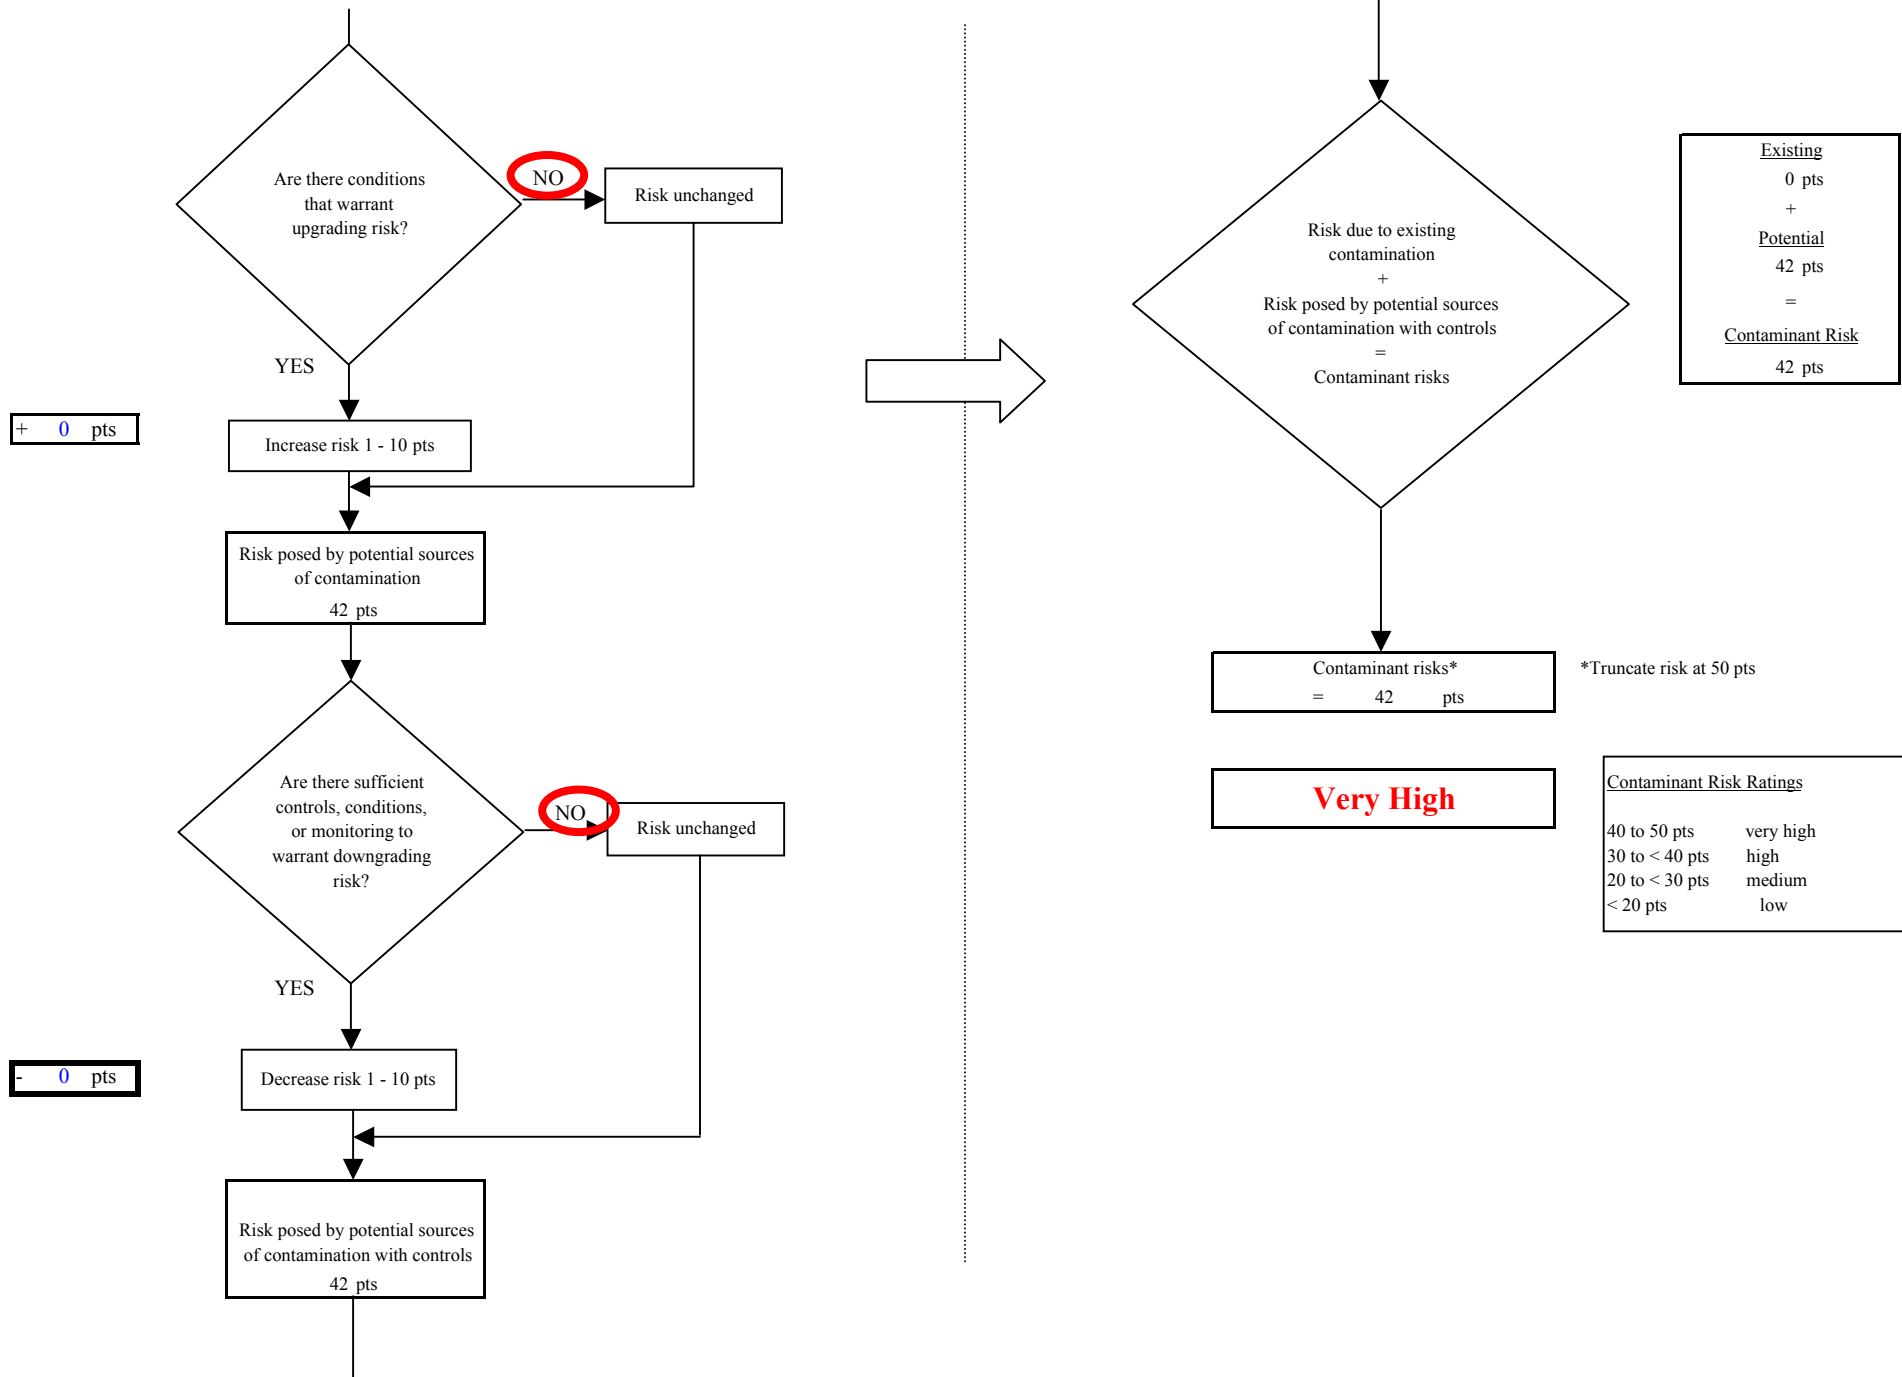 Are there conditions
that warrant
upgrading risk?
NO
Risk unchanged
YES
+ 0 pts
Increase risk 1 - 10 pts
Risk posed by potential sources
of contamination
42 pts
Are there sufficient
controls, conditions,
or monitoring to
warrant downgrading
risk?
NO
Risk unchanged
YES
- 0 pts
Decrease risk 1 - 10 pts
Risk posed by potential sources
of contamination with controls
42 pts
Risk due to existing
contamination
+
Risk posed by potential sources
of contamination with controls
=
Contaminant risks
Existing
0 pts
+
Potential
42 pts
=
Contaminant Risk
42 pts
Contaminant risks*
= 42 pts
*Truncate risk at 50 pts
Very High
Contaminant Risk Ratings
40 to 50 pts very high
30 to < 40 pts high
20 to < 30 pts medium
< 20 pts low